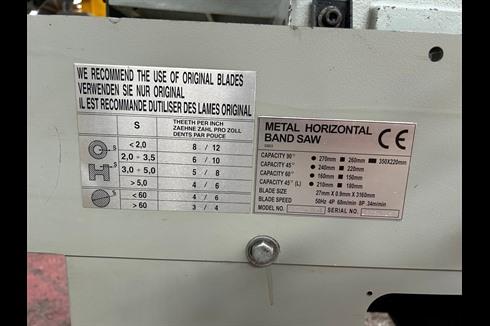 WE RECOMMEND THE USE OF ORIGINAL BLADES
VERWENDEN SIE NUR ORIGINAL
IL EST RECOMMANDE DUTILISER DES LAMES ORIGINAL
S
THEETH PER INCH
ZAEHNE ZAHL PRO ZOLL
DENTS PAR POUCE
S < 2,0 8 / 12
2,0 ÷ 3,5 6 / 10
S 3,0 ÷ 5,0 5 / 8
> 5,0 4 / 6
S < 60 4 / 6
> 60 3 / 4
METAL HORIZONTAL
BAND SAW
CE
CAPACITY 90° 270mm 260mm 350X220mm
CAPACITY 45° 240mm 220mm
CAPACITY 60° 160mm 150mm
CAPACITY 45° (L) 210mm 180mm
BLADE SIZE 27mm X 0.9mm X 3160mm
BLADE SPEED 50Hz 4P 68m/min 8P 34m/min
MODEL NO. SERIAL NO.